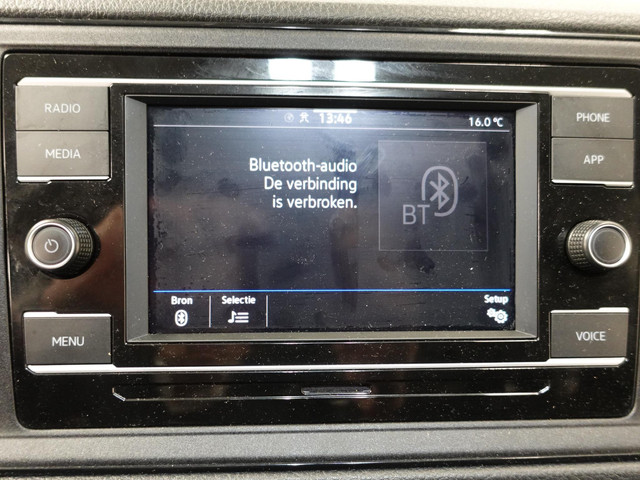 RADIO
MEDIA
MENU
13:46
16.0 °C
Bluetooth-audio
De verbinding
is verbroken.
BT
Bron
Selectie
Setup
PHONE
APP
VOICE